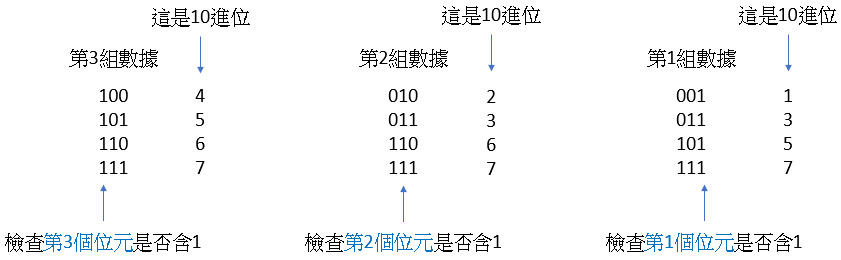 這是10進位 這是10進位 這是10進位
第3組數據 第2組數據 第1組數據
100 4 010 2 001 1
101 5 011 3 011 3
110 6 110 6 101 5
111 7 111 7 111 7
檢查第3個位元是否含1 檢查第2個位元是否含1 檢查第1個位元是否含1